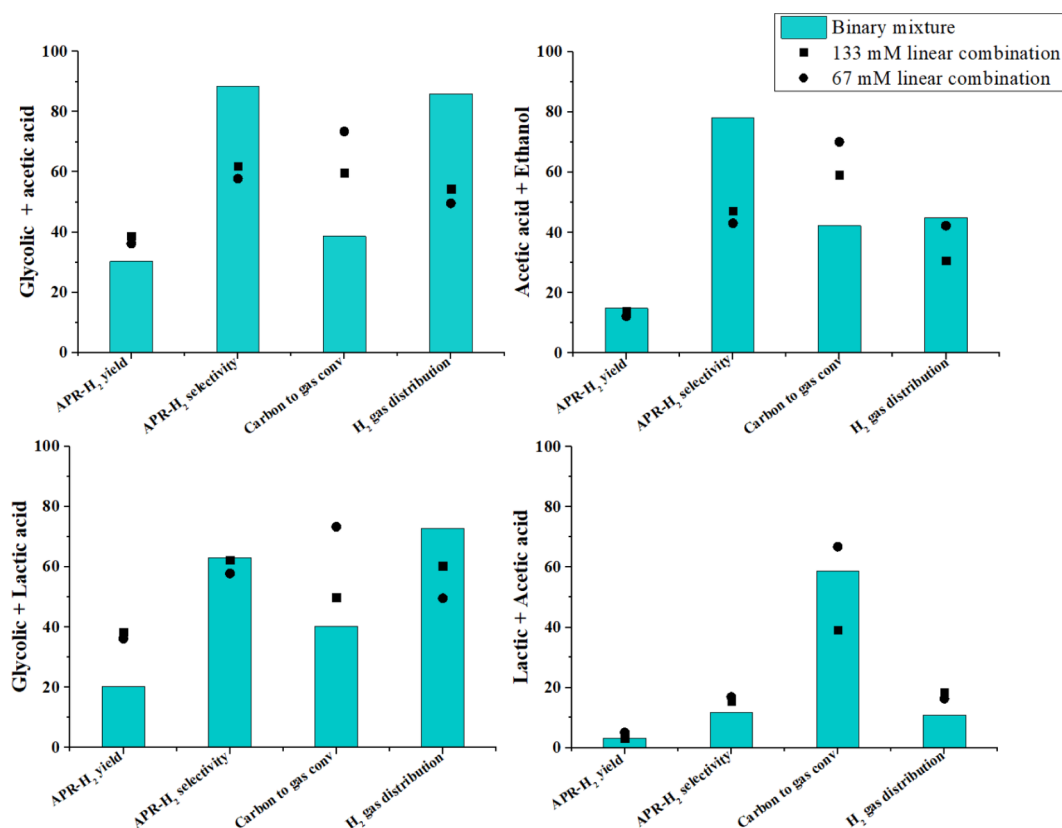 Binary mixture
133 mM linear combination
67 mM linear combination
Glycolic + acetic acid
100
80
60
40
20
0
APR-H₂ yield
APR-H₂ selectivity
Carbon to gas conv
H₂ gas distribution
Acetic acid + Ethanol
100
80
60
40
20
0
APR-H₂ yield
APR-H₂ selectivity
Carbon to gas conv
H₂ gas distribution
Glycolic + Lactic acid
100
80
60
40
20
0
APR-H₂ yield
APR-H₂ selectivity
Carbon to gas conv
H₂ gas distribution
Lactic + Acetic acid
100
80
60
40
20
0
APR-H₂ yield
APR-H₂ selectivity
Carbon to gas conv
H₂ gas distribution